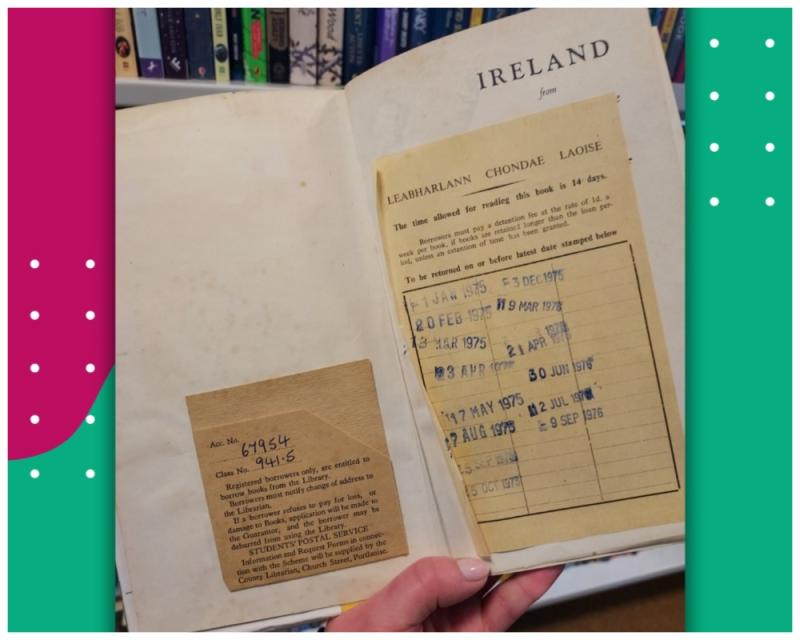 IRELAND
from
LEABHARLANN CHONDAE LAOISE
The time allowed for reading this book is 14 days.
Borrowers must pay a detention fee at the rate of 1d. a
week per book, if books are retained longer than the loan per-
iod, unless an extention of time has been granted.
To be returned on or before latest date stamped below
1 JAN 1975
20 FEB 1975
13 MAR 1975
23 APR
17 MAY 1975
7 AUG 1975
OCT
3 DEC 1975
9 MAR 1976
21 APR
30 JUN 1976
12 JUL
9 SEP 1976
Acc. No. 67954
Class No. 941.5
Registered borrowers only, are entitled to
borrow books from the Library.
Borrowers must notify change of address to
the Librarian.
If a borrower refuses to pay for loss, or
damage to Books, application will be made to
the Guarantor, and the borrower may be
debarred from using the Library.
STUDENTS' POSTAL SERVICE
Information and Request Forms in connec-
tion with the Scheme will be supplied by the
County Librarian, Church Street, Portlaoise.